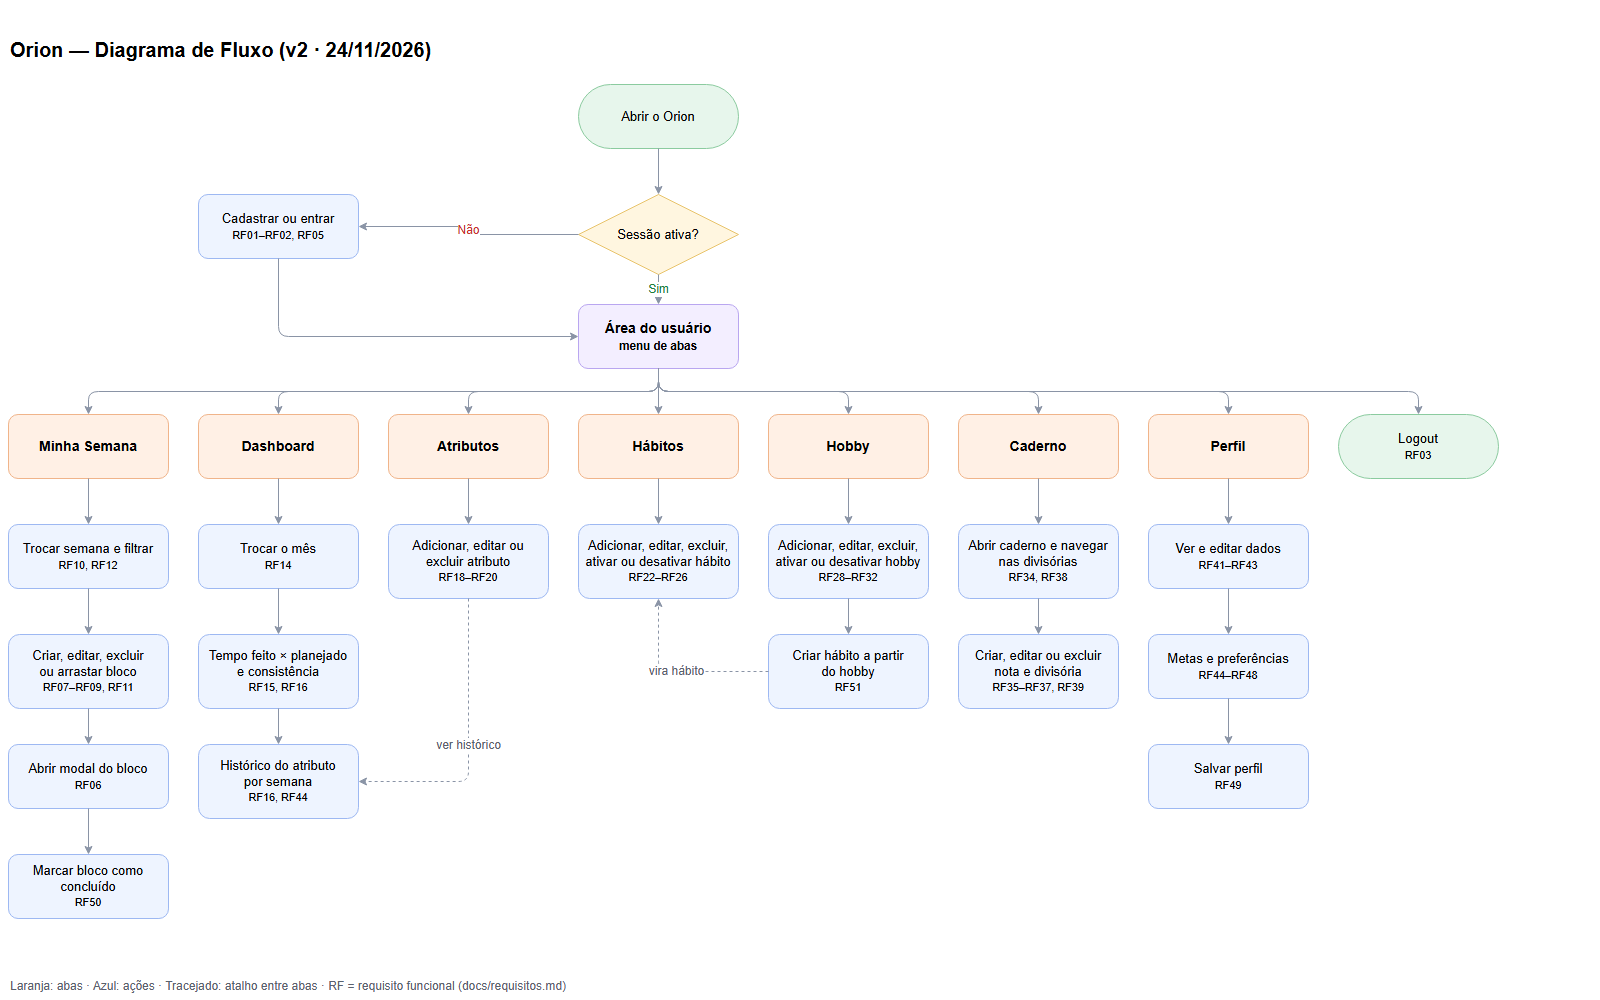 Orion — Diagrama de Fluxo (v2 · 24/11/2026)
Abrir o Orion
Cadastrar ou entrar
RF01–RF02, RF05
Não
Sessão ativa?
Sim
Área do usuário
menu de abas
Minha Semana
Dashboard
Atributos
Hábitos
Hobby
Caderno
Perfil
Logout
RF03
Trocar semana e filtrar
RF10, RF12
Trocar o mês
RF14
Adicionar, editar ou
excluir atributo
RF18–RF20
Adicionar, editar, excluir,
ativar ou desativar hábito
RF22–RF26
Adicionar, editar, excluir,
ativar ou desativar hobby
RF28–RF32
Abrir caderno e navegar
nas divisórias
RF34, RF38
Ver e editar dados
RF41–RF43
Criar, editar, excluir
ou arrastar bloco
RF07–RF09, RF11
Tempo feito × planejado
e consistência
RF15, RF16
vira hábito
Criar hábito a partir
do hobby
RF51
Criar, editar ou excluir
nota e divisória
RF35–RF37, RF39
Metas e preferências
RF44–RF48
ver histórico
Abrir modal do bloco
RF06
Histórico do atributo
por semana
RF16, RF44
Salvar perfil
RF49
Marcar bloco como
concluído
RF50
Laranja: abas · Azul: ações · Tracejado: atalho entre abas · RF = requisito funcional (docs/requisitos.md)